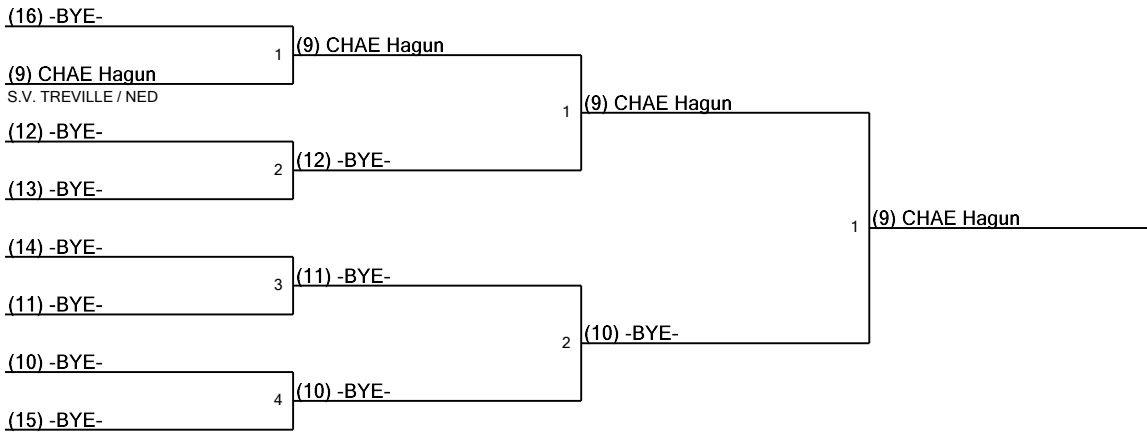 (16) -BYE-
1
(9) CHAE Hagun
(9) CHAE Hagun
S.V. TREVILLE / NED
1
(9) CHAE Hagun
(12) -BYE-
2
(12) -BYE-
(13) -BYE-
1
(9) CHAE Hagun
(14) -BYE-
3
(11) -BYE-
(11) -BYE-
2
(10) -BYE-
(10) -BYE-
4
(10) -BYE-
(15) -BYE-